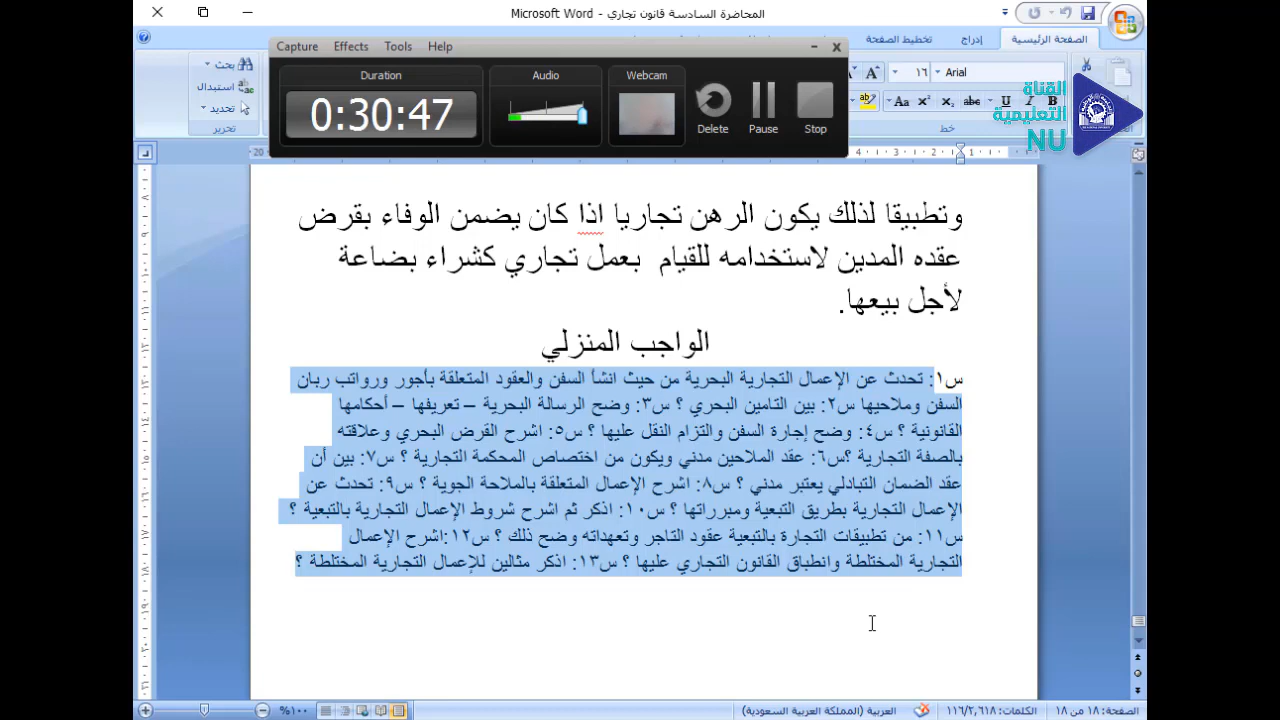 المحاضرة السادسة قانون تجاري - Microsoft Word
الصفحة الرئيسية
إدراج
تخطيط الصفحة
Capture Effects Tools Help
Duration
Audio
Webcam
0:30:47
Delete
Pause
Stop
بحث
استبدال
تحديد
تحرير
Arial
١٦
خط
القناة
التعليمية
NU
وتطبيقا لذلك يكون الرهن تجاريا اذا كان يضمن الوفاء بقرض
عقده المدين لاستخدامه للقيام بعمل تجاري كشراء بضاعة
لأجل بيعها.
الواجب المنزلي
س١: تحدث عن الإعمال التجارية البحرية من حيث انشأ السفن والعقود المتعلقة بأجور ورواتب ربان
السفن وملاحيها س٢: بين التامين البحري ؟ س٣: وضح الرسالة البحرية – تعريفها – أحكامها
القانونية ؟ س٤: وضح إجارة السفن والتزام النقل عليها ؟ س٥: اشرح القرض البحري وعلاقته
بالصفة التجارية ؟س٦: عقد الملاحين مدني ويكون من اختصاص المحكمة التجارية ؟ س٧: بين أن
عقد الضمان التبادلي يعتبر مدني ؟ س٨: اشرح الإعمال المتعلقة بالملاحة الجوية ؟ س٩: تحدث عن
الإعمال التجارية بطريق التبعية ومبرراتها ؟ س١٠: اذكر ثم اشرح شروط الإعمال التجارية بالتبعية ؟
س١١: من تطبيقات التجارة بالتبعية عقود التاجر وتعهداته وضح ذلك ؟ س١٢:اشرح الإعمال
التجارية المختلطة وانطباق القانون التجاري عليها ؟ س١٣: اذكر مثالين للإعمال التجارية المختلطة ؟
الصفحة: ١٨ من ١٨
الكلمات: ١١٦/٢,٦١٨
العربية (المملكة العربية السعودية)
١٠٠%